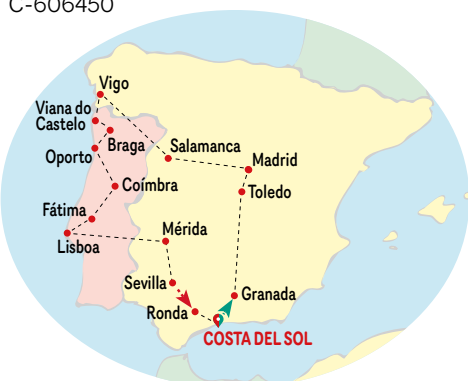 C-606450
Vigo
Viana do
Castelo
Braga
Oporto
Salamanca
Madrid
Toledo
Coímbra
Fátima
Lisboa
Mérida
Sevilla
Ronda
Granada
COSTA DEL SOL